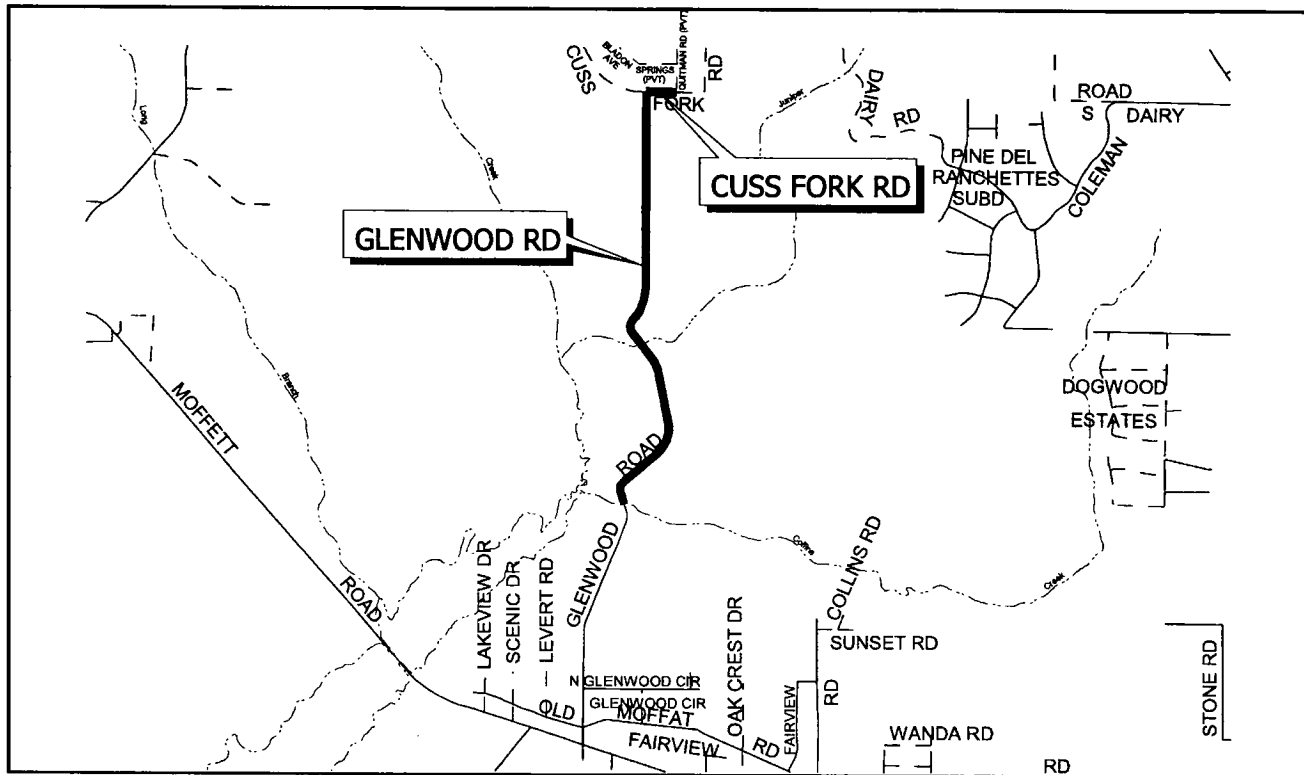 BLADON
AVE
CUSS
SPRINGS
(PVT)
QUITMAN RD (PVT)
RD
FORK
Juniper
DAIRY
RD
ROAD
S DAIRY
COLEMAN
PINE DEL
RANCHETTES
SUBD
Long
Creek
CUSS FORK RD
GLENWOOD RD
Branch
MOFFETT
ROAD
DOGWOOD
ESTATES
ROAD
GLENWOOD
Collins
Creek
COLLINS RD
SUNSET RD
LAKEVIEW DR
SCENIC DR
LEVERT RD
OAK CREST DR
N GLENWOOD CIR
GLENWOOD CIR
OLD MOFFAT RD
FAIRVIEW
FAIRVIEW
RD
STONE RD
WANDA RD
RD